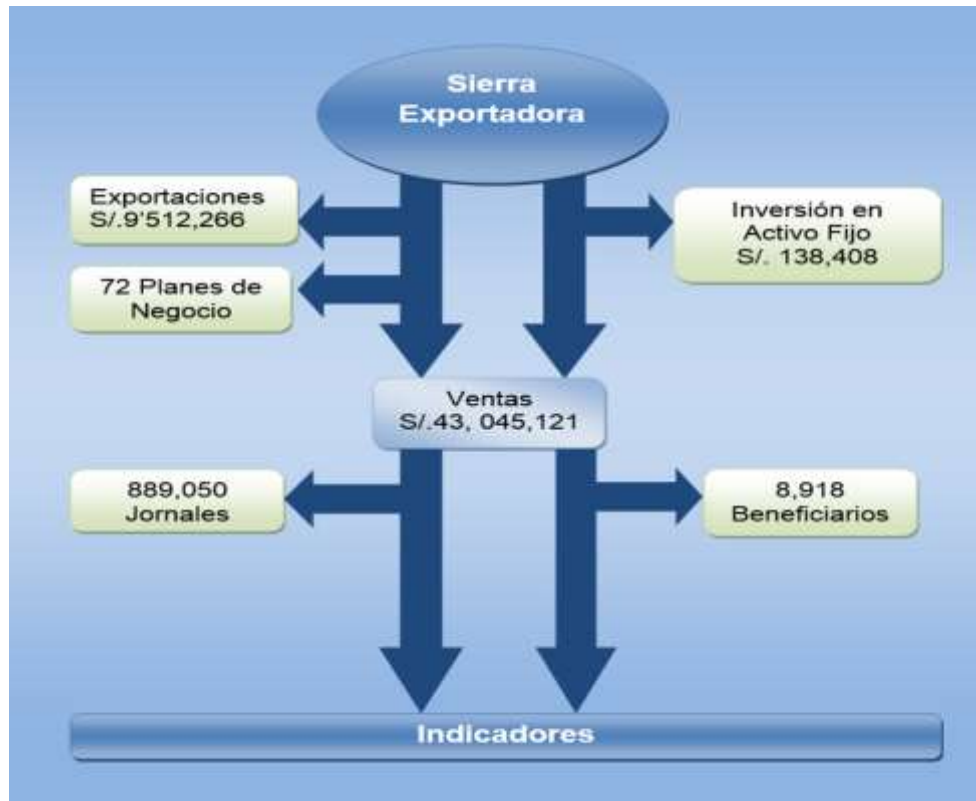 Sierra
Exportadora
Exportaciones
S/.9'512,266
Inversión en
Activo Fijo
S/. 138,408
72 Planes de
Negocio
Ventas
S/.43, 045,121
889,050
Jornales
8,918
Beneficiarios
Indicadores